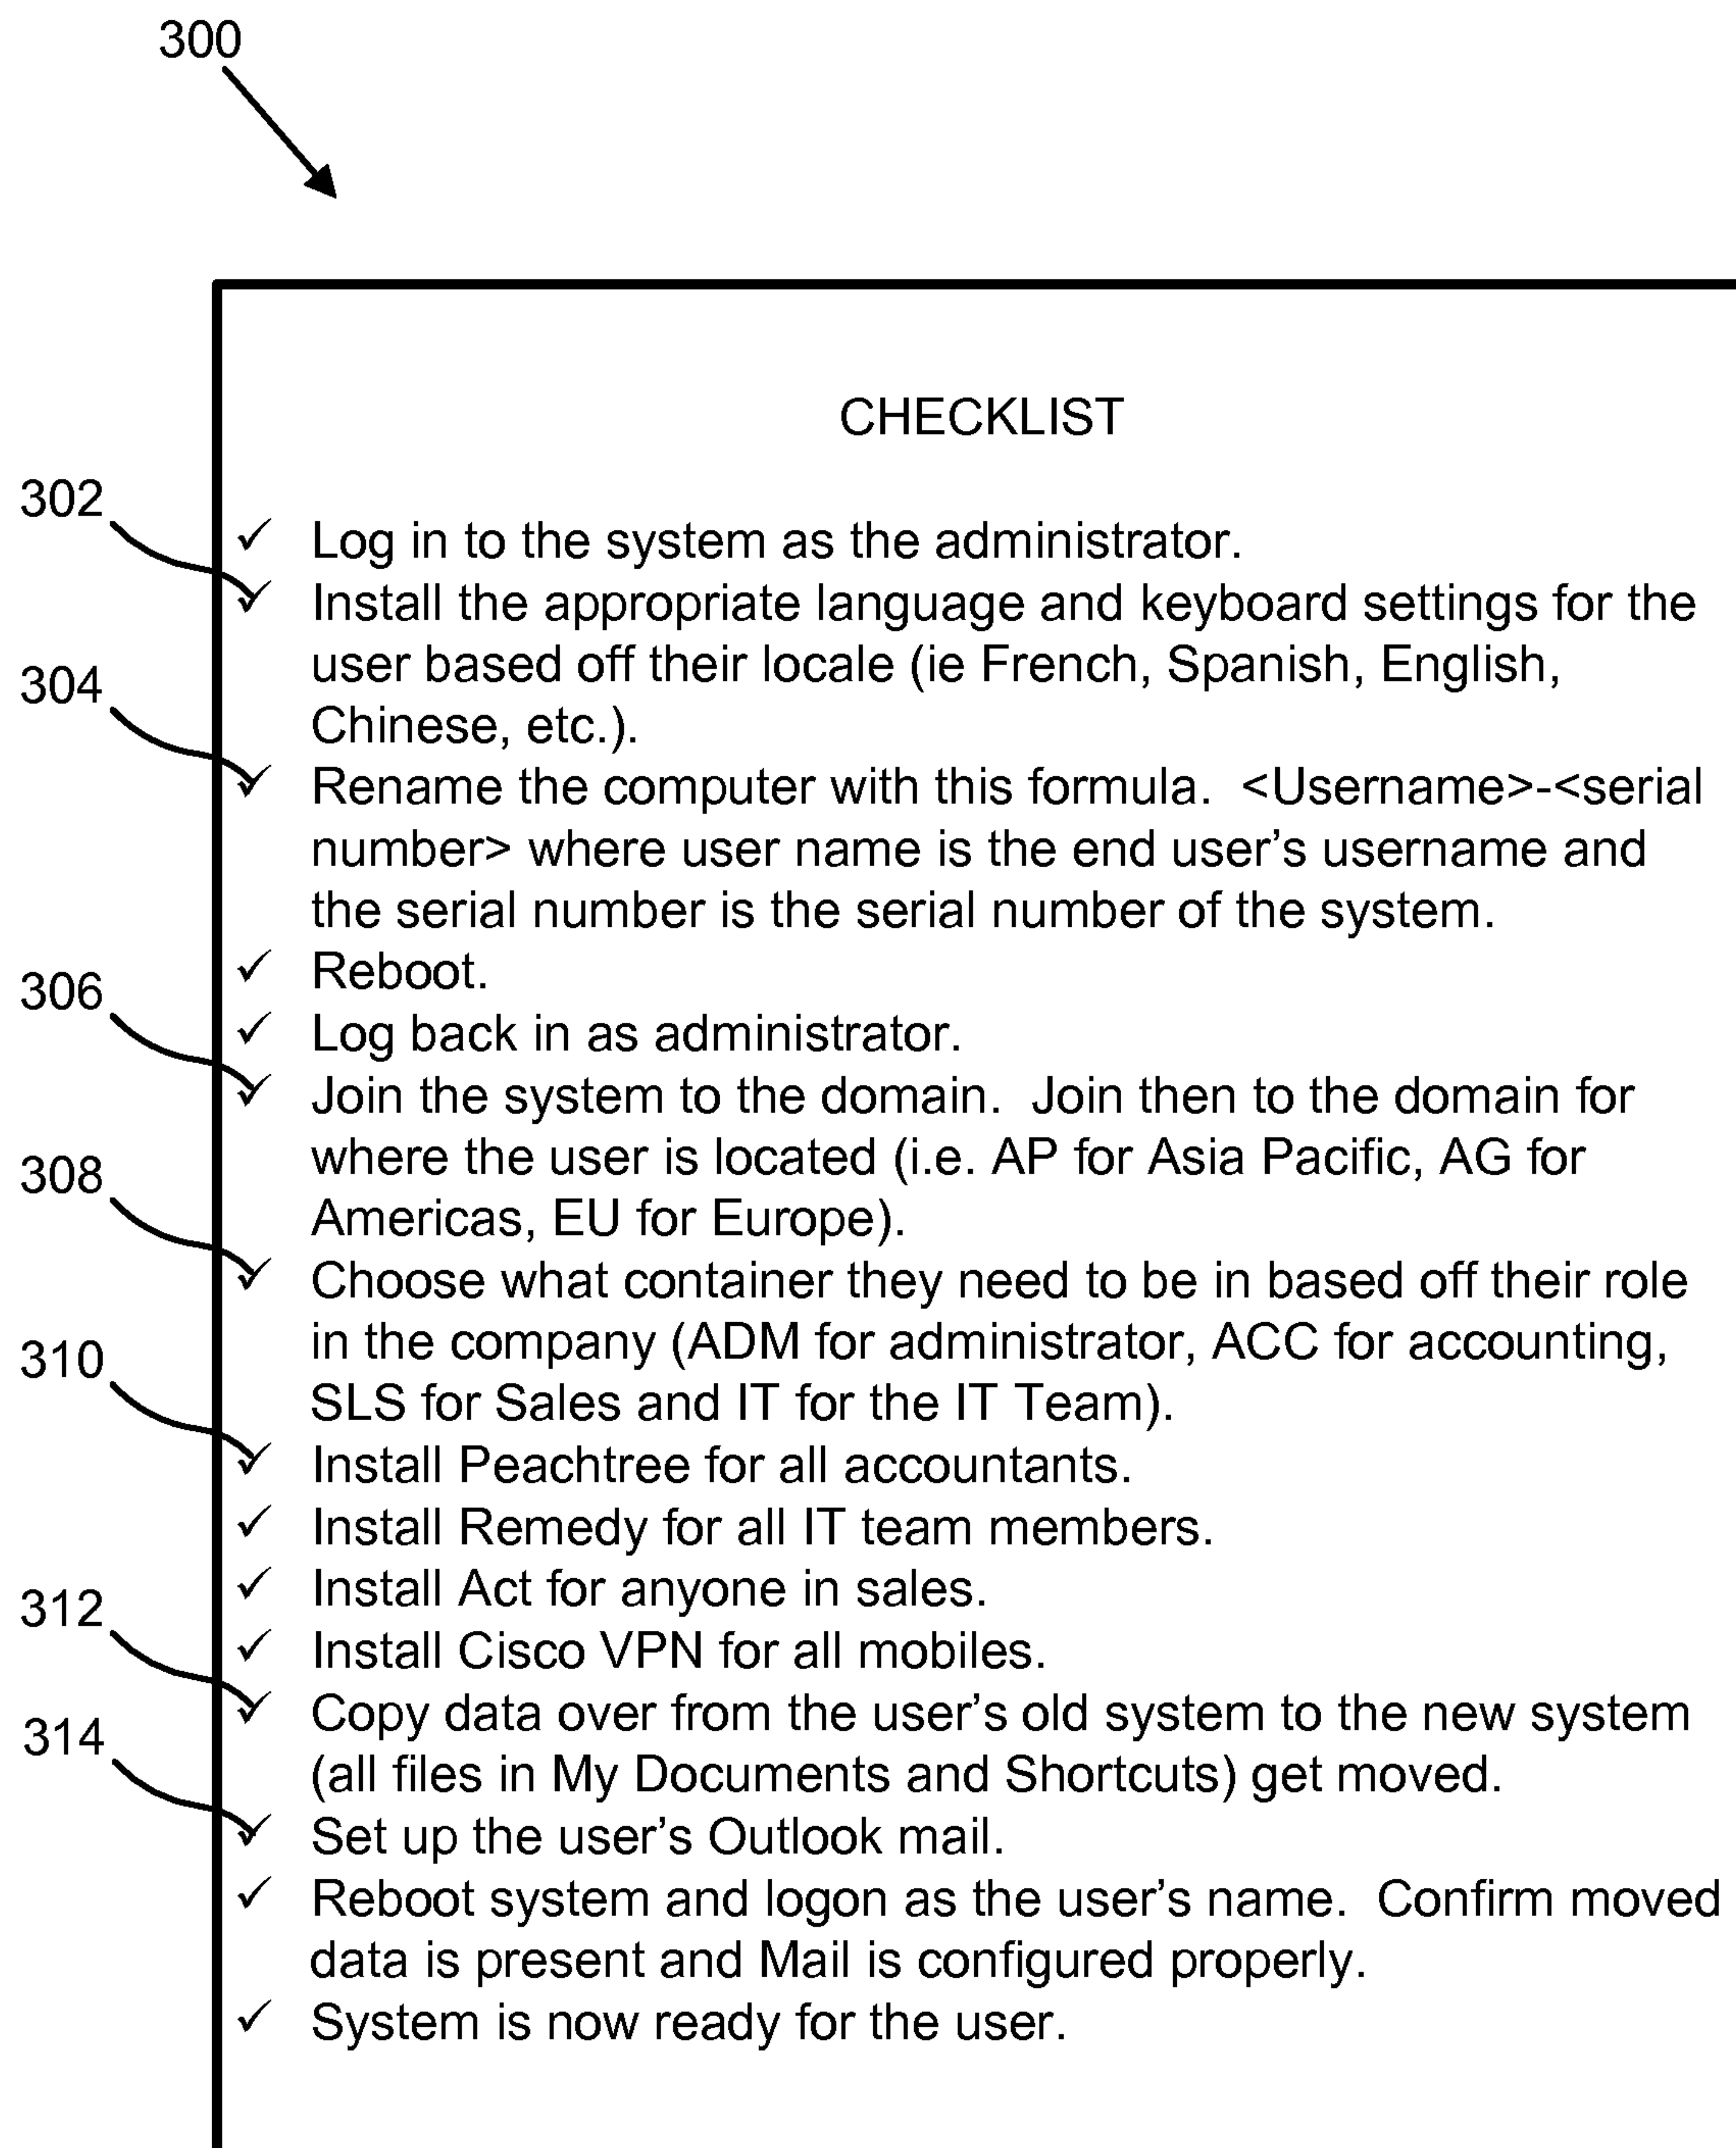 300
CHECKLIST
302
✓ Log in to the system as the administrator.
✓ Install the appropriate language and keyboard settings for the
user based off their locale (ie French, Spanish, English,
Chinese, etc.).
304
✓ Rename the computer with this formula.  <Username>-<serial
number> where user name is the end user’s username and
the serial number is the serial number of the system.
✓ Reboot.
306
✓ Log back in as administrator.
✓ Join the system to the domain.  Join then to the domain for
where the user is located (i.e. AP for Asia Pacific, AG for
Americas, EU for Europe).
308
✓ Choose what container they need to be in based off their role
in the company (ADM for administrator, ACC for accounting,
SLS for Sales and IT for the IT Team).
310
✓ Install Peachtree for all accountants.
✓ Install Remedy for all IT team members.
✓ Install Act for anyone in sales.
✓ Install Cisco VPN for all mobiles.
312
✓ Copy data over from the user’s old system to the new system
(all files in My Documents and Shortcuts) get moved.
314
✓ Set up the user’s Outlook mail.
✓ Reboot system and logon as the user’s name.  Confirm moved
data is present and Mail is configured properly.
✓ System is now ready for the user.